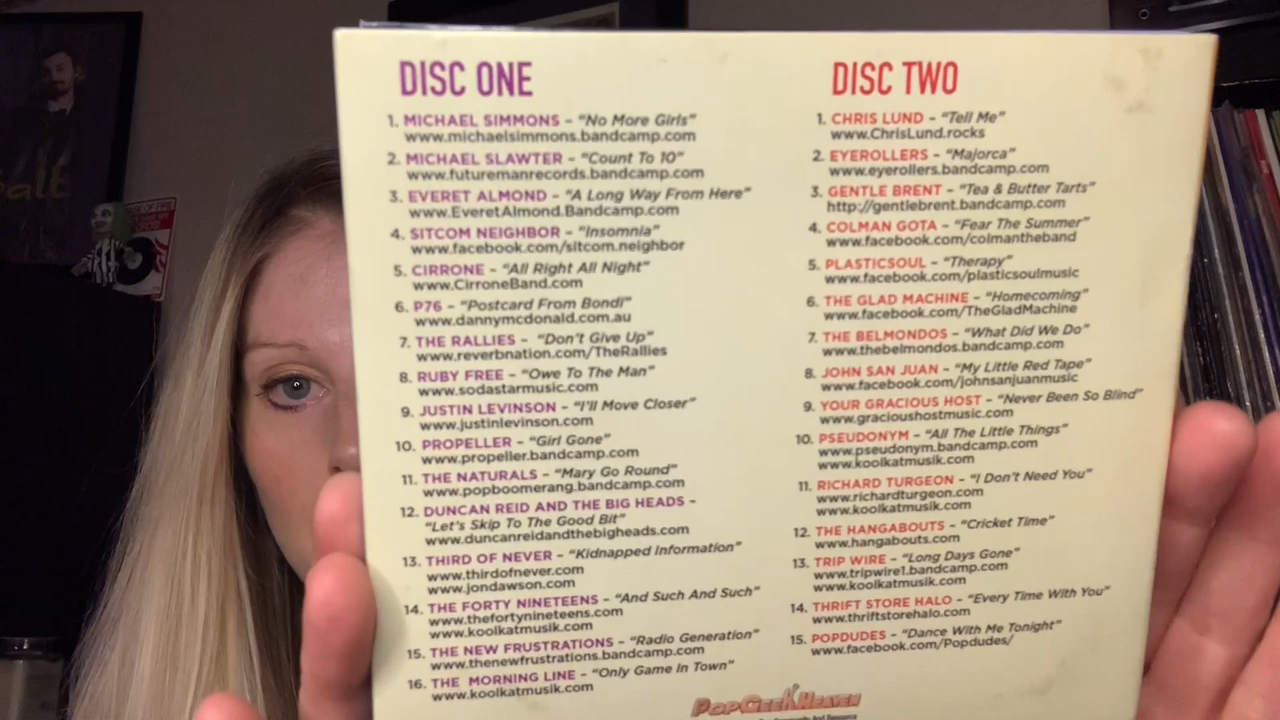 DISC ONE
1. MICHAEL SIMMONS – "No More Girls"
www.michaelsimmons.bandcamp.com
2. MICHAEL SLAWTER – "Count To 10"
www.futuremanrecords.bandcamp.com
3. EVERET ALMOND – "A Long Way From Here"
www.EveretAlmond.Bandcamp.com
4. SITCOM NEIGHBOR – "Insomnia"
www.facebook.com/sitcom.neighbor
5. CIRRONE – "All Right All Night"
www.CirroneBand.com
6. P76 – "Postcard From Bondi"
www.dannymcdonald.com.au
7. THE RALLIES – "Don't Give Up"
www.reverbnation.com/TheRallies
8. RUBY FREE – "Owe To The Man"
www.sodastarmusic.com
9. JUSTIN LEVINSON – "I'll Move Closer"
www.justinlevinson.com
10. PROPELLER – "Girl Gone"
www.propeller.bandcamp.com
11. THE NATURALS – "Mary Go Round"
www.popboomerang.bandcamp.com
12. DUNCAN REID AND THE BIG HEADS –
"Let's Skip To The Good Bit"
www.duncanreidandthebigheads.com
13. THIRD OF NEVER – "Kidnapped Information"
www.thirdofnever.com
www.jondawson.com
14. THE FORTY NINETEENS – "And Such And Such"
www.thefortynineteens.com
www.koolkatmusik.com
15. THE NEW FRUSTRATIONS – "Radio Generation"
www.thenewfrustrations.bandcamp.com
16. THE MORNING LINE – "Only Game In Town"
www.koolkatmusik.com
DISC TWO
1. CHRIS LUND – "Tell Me"
www.ChrisLund.rocks
2. EYEROLLERS – "Majorca"
www.eyerollers.bandcamp.com
3. GENTLE BRENT – "Tea & Butter Tarts"
http://gentlebrent.bandcamp.com
4. COLMAN GOTA – "Fear The Summer"
www.facebook.com/colmantheband
5. PLASTICSOUL – "Therapy"
www.facebook.com/plasticsoulmusic
6. THE GLAD MACHINE – "Homecoming"
www.facebook.com/TheGladMachine
7. THE BELMONDOS – "What Did We Do"
www.thebelmondos.bandcamp.com
8. JOHN SAN JUAN – "My Little Red Tape"
www.facebook.com/johnsanjuanmusic
9. YOUR GRACIOUS HOST – "Never Been So Blind"
www.gracioushostmusic.com
10. PSEUDONYM – "All The Little Things"
www.pseudonym.bandcamp.com
www.koolkatmusik.com
11. RICHARD TURGEON – "I Don't Need You"
www.richardturgeon.com
www.koolkatmusik.com
12. THE HANGABOUTS – "Cricket Time"
www.hangabouts.com
13. TRIP WIRE – "Long Days Gone"
www.tripwire1.bandcamp.com
www.koolkatmusik.com
14. THRIFT STORE HALO – "Every Time With You"
www.thriftstorehalo.com
15. POPDUDES – "Dance With Me Tonight"
www.facebook.com/Popdudes/
POPGEEKHEAVEN